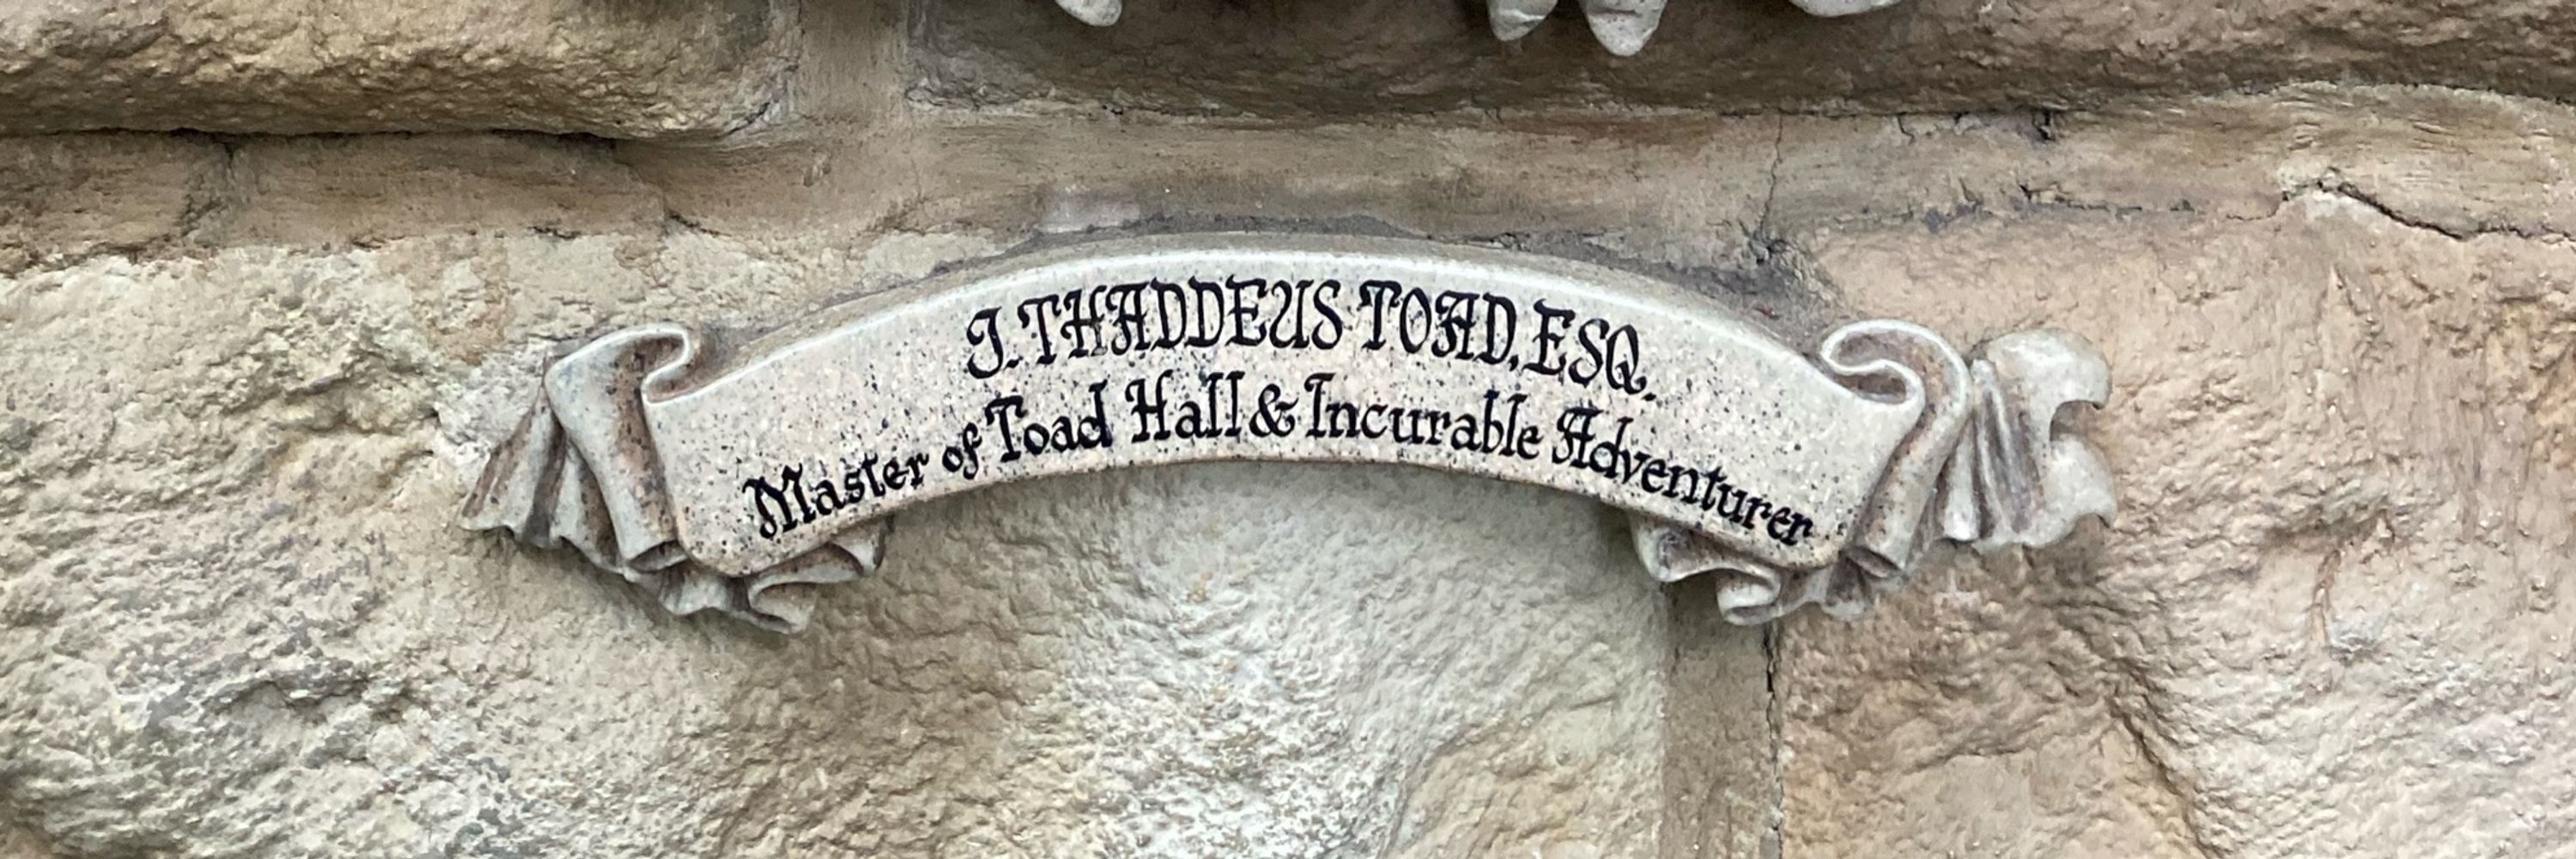 J. THADDEUS TOAD, ESQ.
Master of Toad Hall & Incurable Adventurer